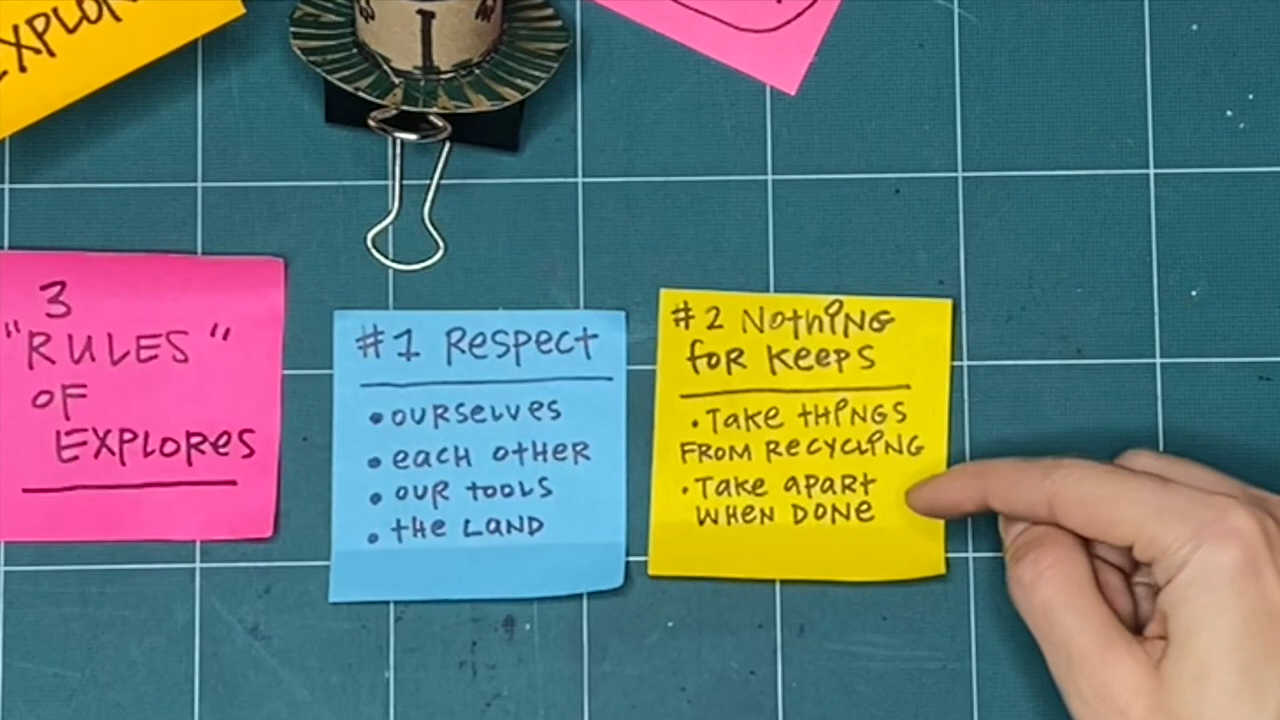 EXPLOR
I
3
"RULES"
OF
EXPLORES
#1 Respect
• OURSELVES
• each OTHER
• OUR TOOLS
• the LAND
#2 NOTHING
FOR KEEPS
• Take THINGS
FROM RECYCLING
• Take APART
WHEN DONE